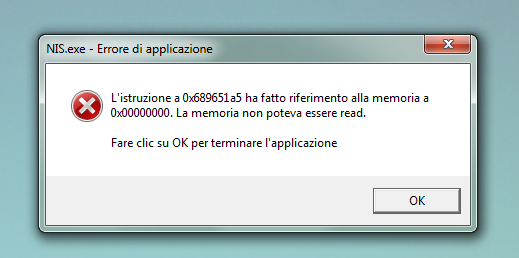 NIS.exe - Errore di applicazione
L'istruzione a 0x689651a5 ha fatto riferimento alla memoria a
0x00000000. La memoria non poteva essere read.
Fare clic su OK per terminare l'applicazione
OK